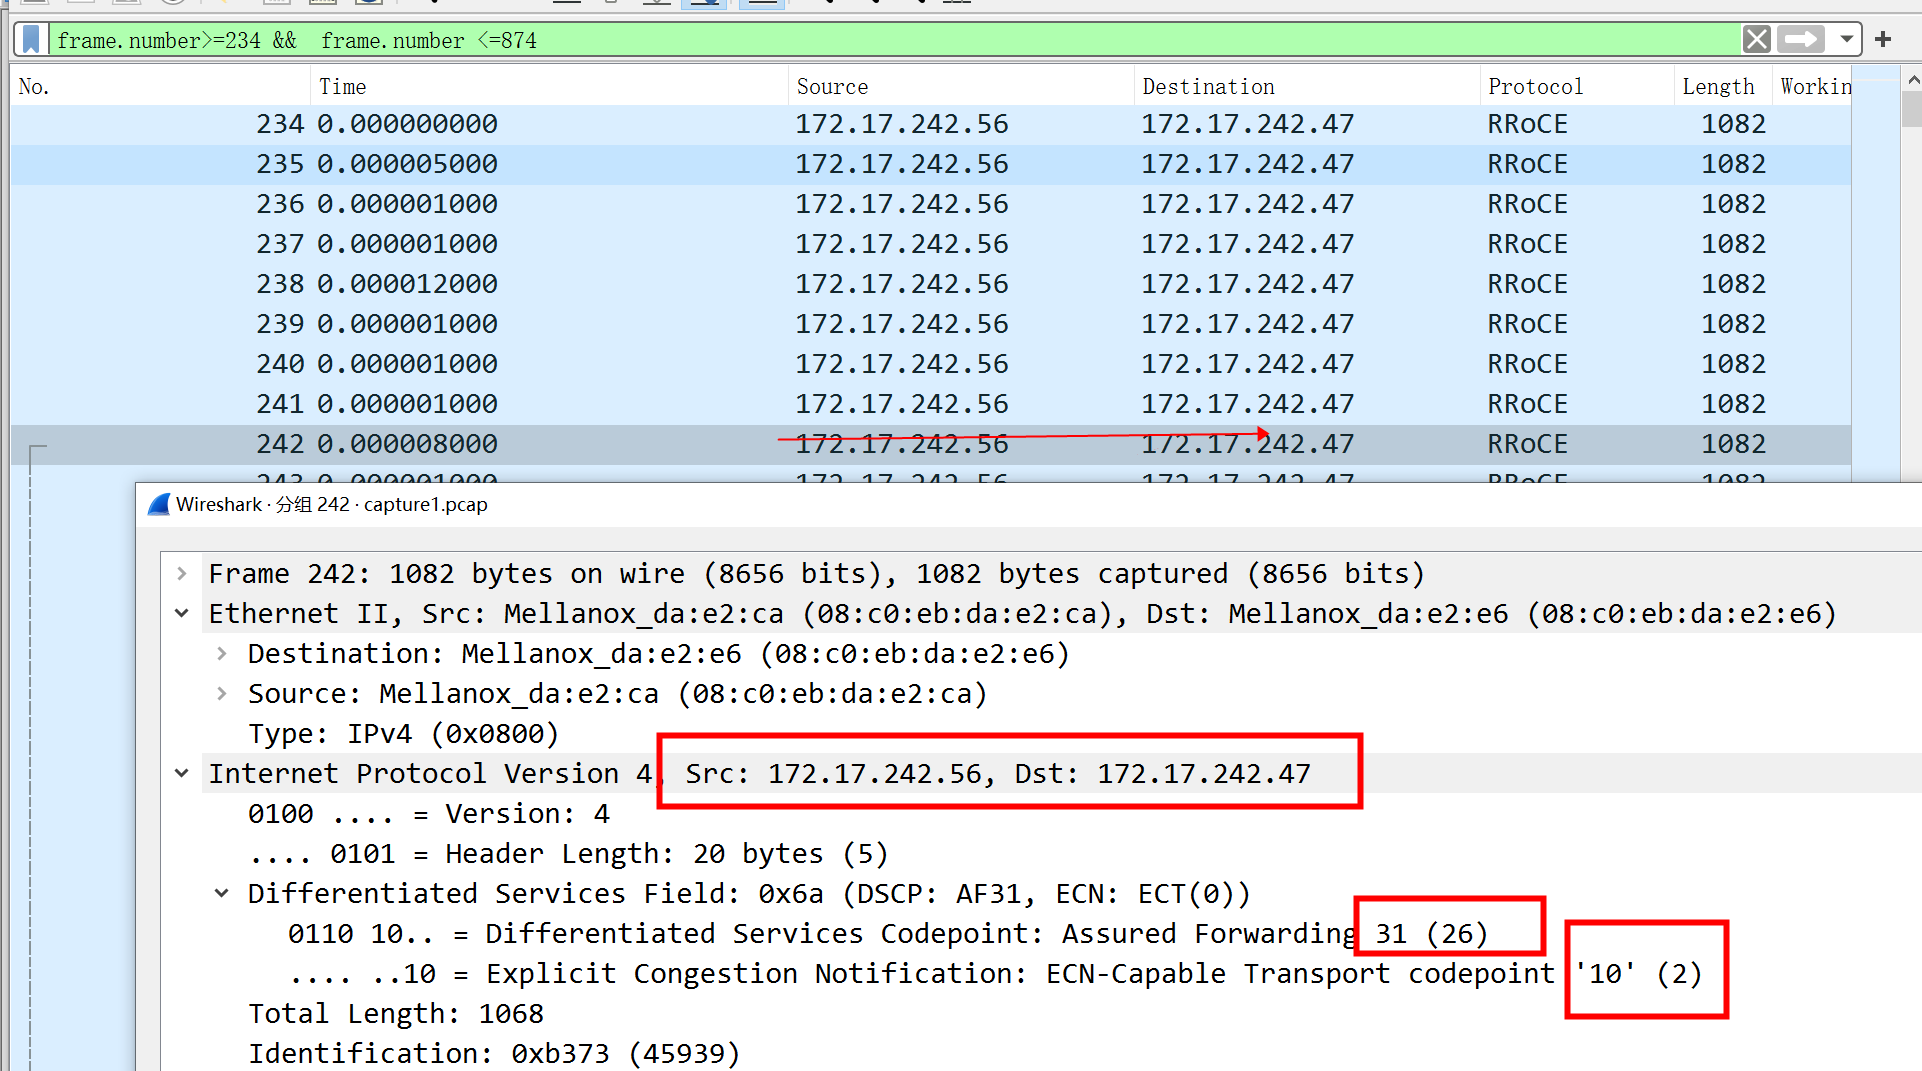 frame.number>=234 &&  frame.number <=874
No. Time Source Destination Protocol Length Workin
234 0.000000000 172.17.242.56 172.17.242.47 RRoCE 1082
235 0.000005000 172.17.242.56 172.17.242.47 RRoCE 1082
236 0.000001000 172.17.242.56 172.17.242.47 RRoCE 1082
237 0.000001000 172.17.242.56 172.17.242.47 RRoCE 1082
238 0.000012000 172.17.242.56 172.17.242.47 RRoCE 1082
239 0.000001000 172.17.242.56 172.17.242.47 RRoCE 1082
240 0.000001000 172.17.242.56 172.17.242.47 RRoCE 1082
241 0.000001000 172.17.242.56 172.17.242.47 RRoCE 1082
242 0.000008000 172.17.242.56 172.17.242.47 RRoCE 1082
243 0.000001000 172.17.242.56 172.17.242.47 RRoCE 1082
Wireshark · 分组 242 · capture1.pcap
Frame 242: 1082 bytes on wire (8656 bits), 1082 bytes captured (8656 bits)
Ethernet II, Src: Mellanox_da:e2:ca (08:c0:eb:da:e2:ca), Dst: Mellanox_da:e2:e6 (08:c0:eb:da:e2:e6)
Destination: Mellanox_da:e2:e6 (08:c0:eb:da:e2:e6)
Source: Mellanox_da:e2:ca (08:c0:eb:da:e2:ca)
Type: IPv4 (0x0800)
Internet Protocol Version 4, Src: 172.17.242.56, Dst: 172.17.242.47
0100 .... = Version: 4
.... 0101 = Header Length: 20 bytes (5)
Differentiated Services Field: 0x6a (DSCP: AF31, ECN: ECT(0))
0110 10.. = Differentiated Services Codepoint: Assured Forwarding 31 (26)
.... ..10 = Explicit Congestion Notification: ECN-Capable Transport codepoint '10' (2)
Total Length: 1068
Identification: 0xb373 (45939)